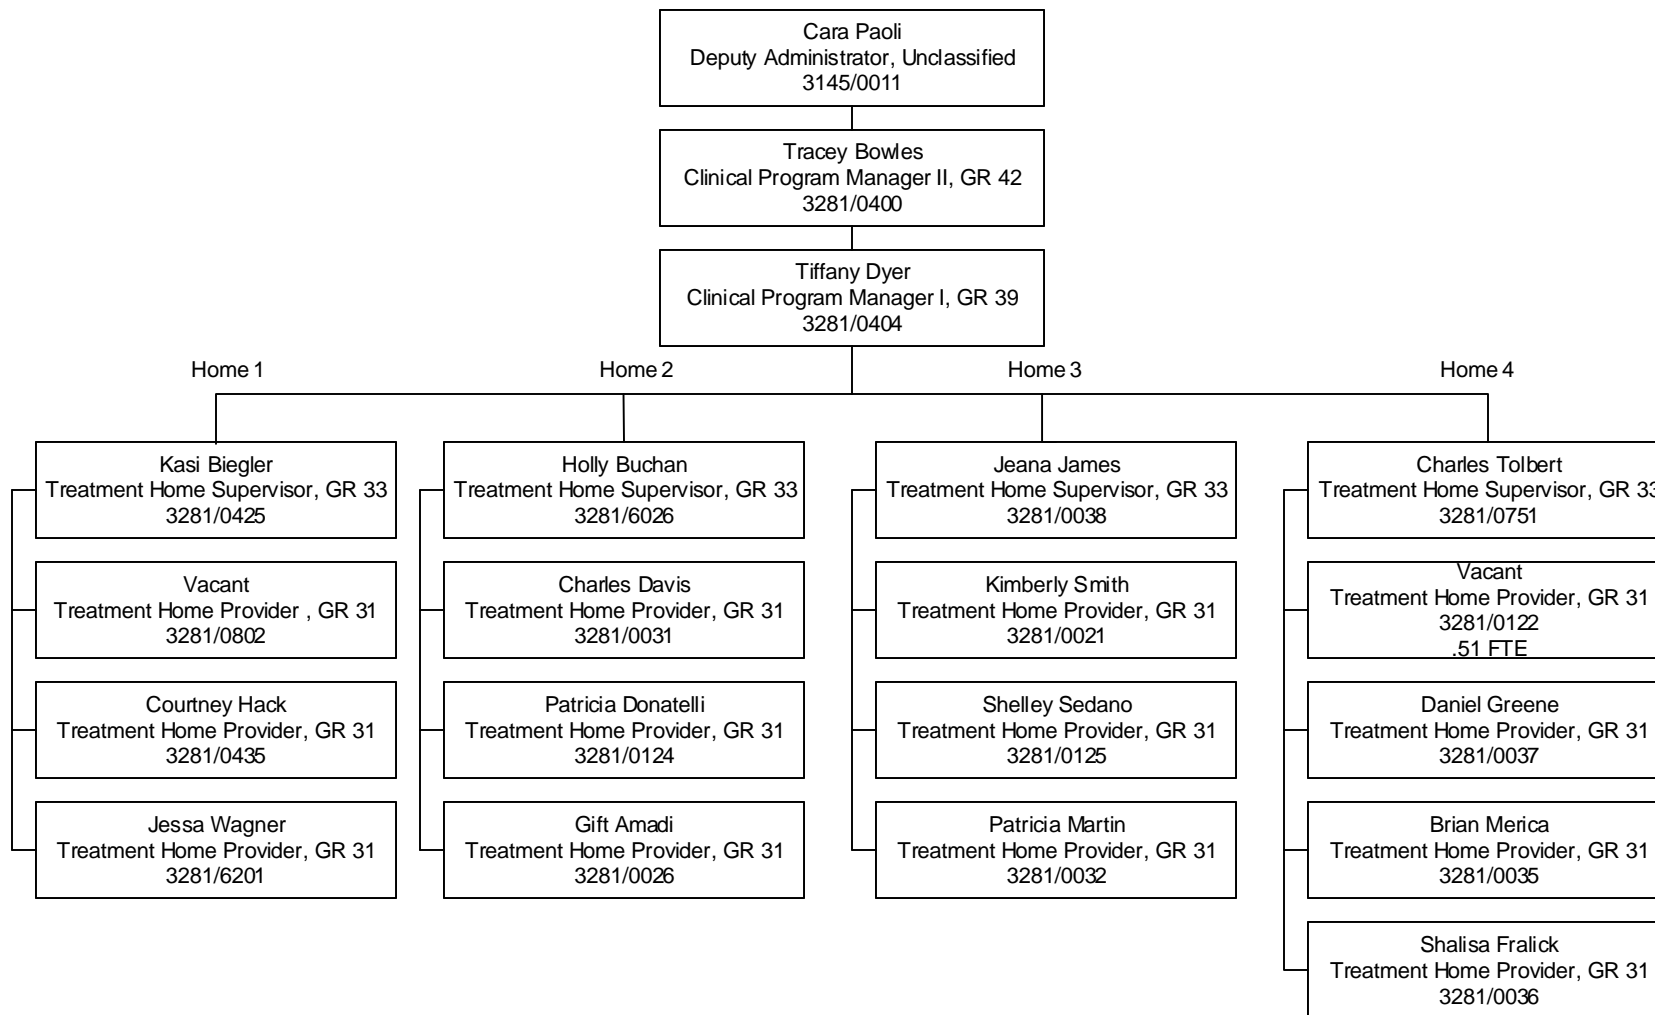 Cara Paoli
Deputy Administrator, Unclassified
3145/0011
Tracey Bowles
Clinical Program Manager II, GR 42
3281/0400
Tiffany Dyer
Clinical Program Manager I, GR 39
3281/0404
Home 1
Home 2
Home 3
Home 4
Kasi Biegler
Treatment Home Supervisor, GR 33
3281/0425
Vacant
Treatment Home Provider , GR 31
3281/0802
Courtney Hack
Treatment Home Provider, GR 31
3281/0435
Jessa Wagner
Treatment Home Provider, GR 31
3281/6201
Holly Buchan
Treatment Home Supervisor, GR 33
3281/6026
Charles Davis
Treatment Home Provider, GR 31
3281/0031
Patricia Donatelli
Treatment Home Provider, GR 31
3281/0124
Gift Amadi
Treatment Home Provider, GR 31
3281/0026
Jeana James
Treatment Home Supervisor, GR 33
3281/0038
Kimberly Smith
Treatment Home Provider, GR 31
3281/0021
Shelley Sedano
Treatment Home Provider, GR 31
3281/0125
Patricia Martin
Treatment Home Provider, GR 31
3281/0032
Charles Tolbert
Treatment Home Supervisor, GR 33
3281/0751
Vacant
Treatment Home Provider, GR 31
3281/0122
.51 FTE
Daniel Greene
Treatment Home Provider, GR 31
3281/0037
Brian Merica
Treatment Home Provider, GR 31
3281/0035
Shalisa Fralick
Treatment Home Provider, GR 31
3281/0036